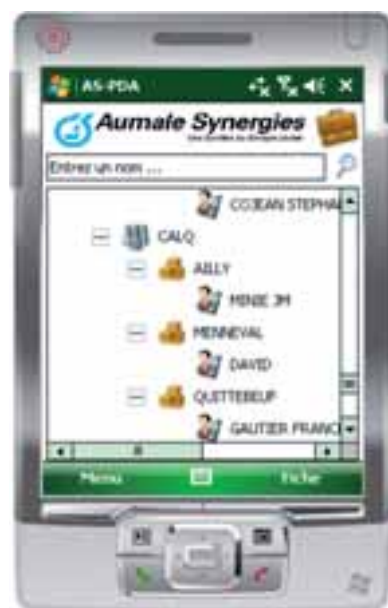 AS-PDA
Aumale Synergies
Entrez un nom ...
COJEAN STEPHA
CALQ
AILLY
MINIE JM
MENNEVAL
DAVID
QUITTEBEUF
GAUTIER FRANC
Menu
Fiche